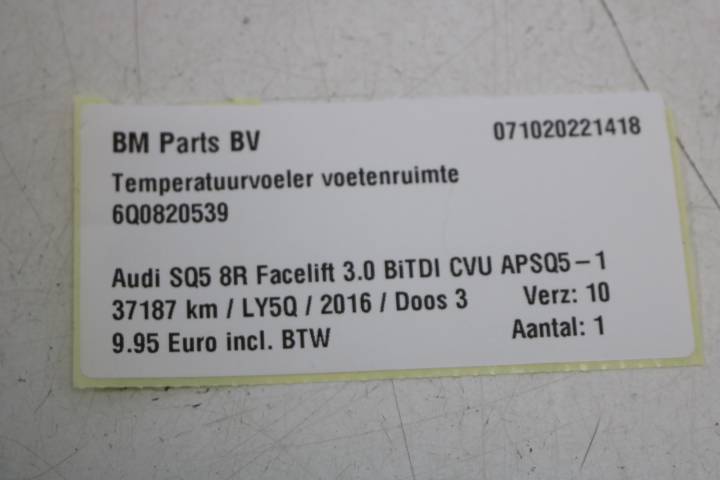 BM Parts BV 071020221418
Temperatuurvoeler voetenruimte
6Q0820539
Audi SQ5 8R Facelift 3.0 BiTDI CVU APSQ5-1
37187 km / LY5Q / 2016 / Doos 3 Verz: 10
9.95 Euro incl. BTW Aantal: 1